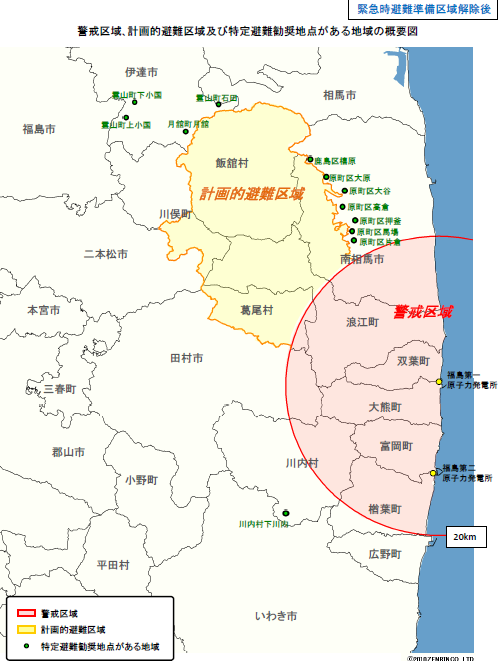 緊急時避難準備区域解除後
警戒区域、計画的避難区域及び特定避難勧奨地点がある地域の概要図
伊達市
霊山町下小国
霊山町石田
相馬市
福島市
霊山町上小国
月舘町月舘
飯舘村
鹿島区橲原
原町区大原
計画的避難区域
原町区大谷
原町区高倉
川俣町
原町区押釜
原町区馬場
原町区片倉
二本松市
南相馬市
葛尾村
警戒区域
本宮市
浪江町
田村市
双葉町
福島第一
原子力発電所
三春町
大熊町
富岡町
郡山市
川内村
福島第二
原子力発電所
小野町
楢葉町
川内村下川内
20km
広野町
平田村
いわき市
警戒区域
計画的避難区域
特定避難勧奨地点がある地域